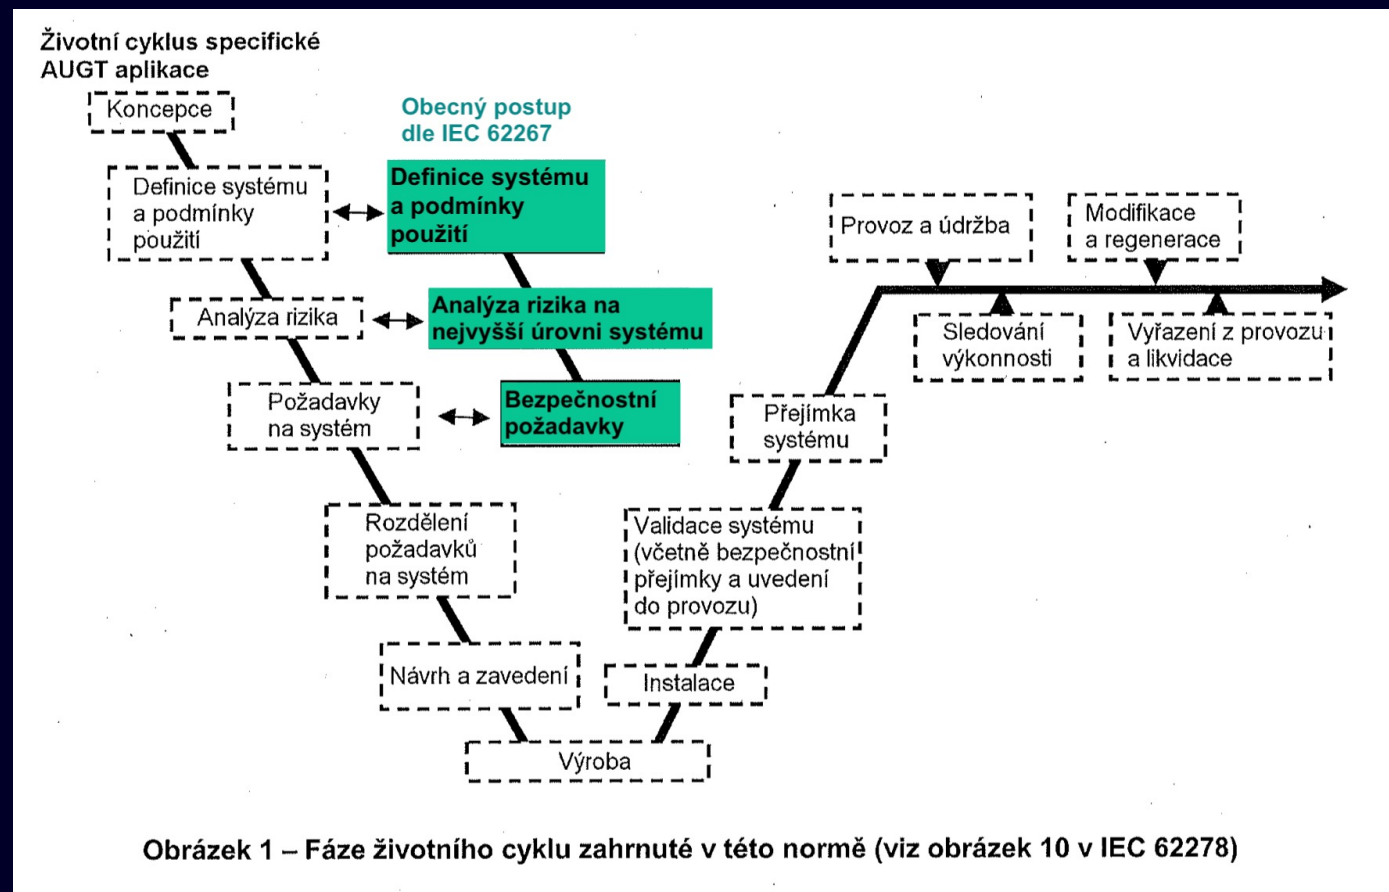 Životní cyklus specifické
AUGT aplikace
Koncepce
Obecný postup
dle IEC 62267
Definice systému
a podmínky
použití
Definice systému
a podmínky
použití
Analýza rizika
Analýza rizika na
nejvyšší úrovni systému
Požadavky
na systém
Bezpečnostní
požadavky
Rozdělení
požadavků
na systém
Návrh a zavedení
Výroba
Instalace
Validace systému
(včetně bezpečnostní
přejímky a uvedení
do provozu)
Přejímka
systému
Provoz a údržba
Sledování
výkonnosti
Modifikace
a regenerace
Vyřazení z provozu
a likvidace
Obrázek 1 – Fáze životního cyklu zahrnuté v této normě (viz obrázek 10 v IEC 62278)